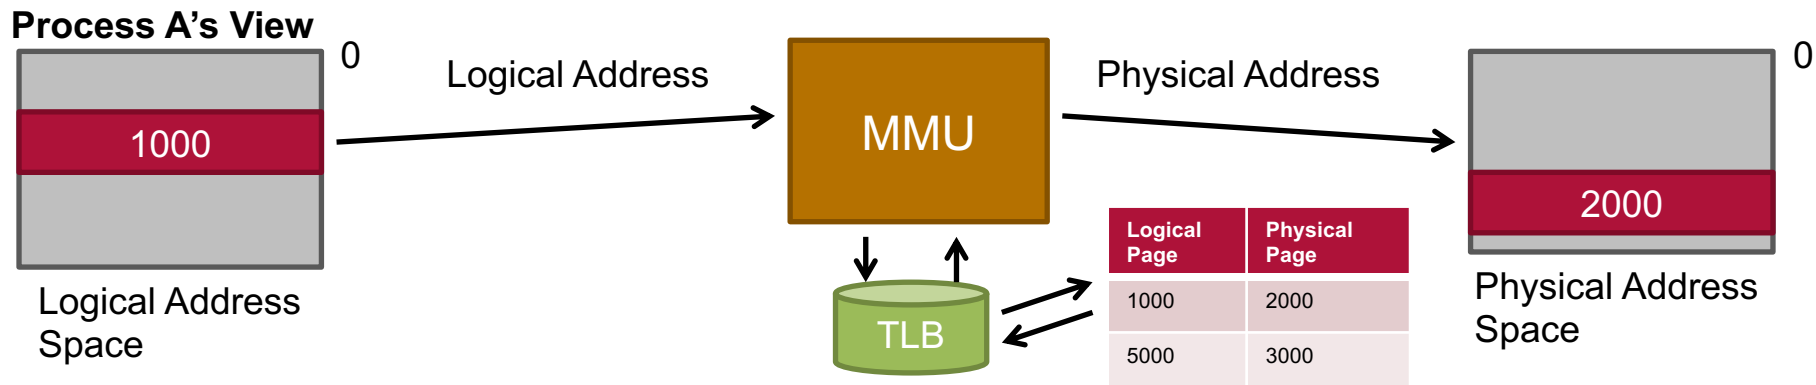 Process A's View
0
1000
Logical Address
Space
Logical Address
MMU
TLB
Physical Address
Logical
Page
Physical
Page
1000
2000
5000
3000
0
2000
Physical Address
Space